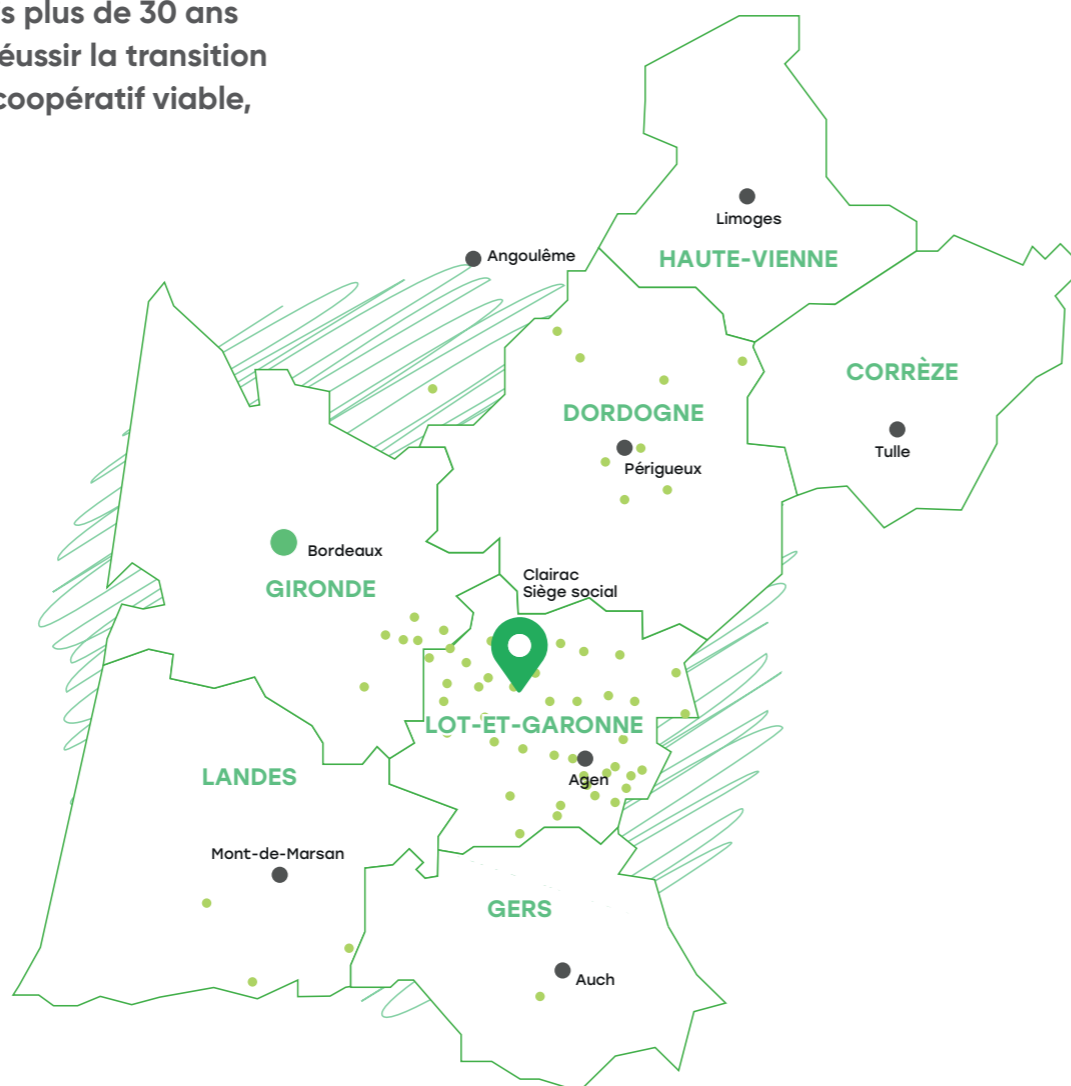 s plus de 30 ans
éussir la transition
coopératif viable,
Limoges
HAUTE-VIENNE
Angoulême
CORRÈZE
DORDOGNE
Tulle
Périgueux
Bordeaux
GIRONDE
Clairac
Siège social
LOT-ET-GARONNE
LANDES
Agen
Mont-de-Marsan
GERS
Auch